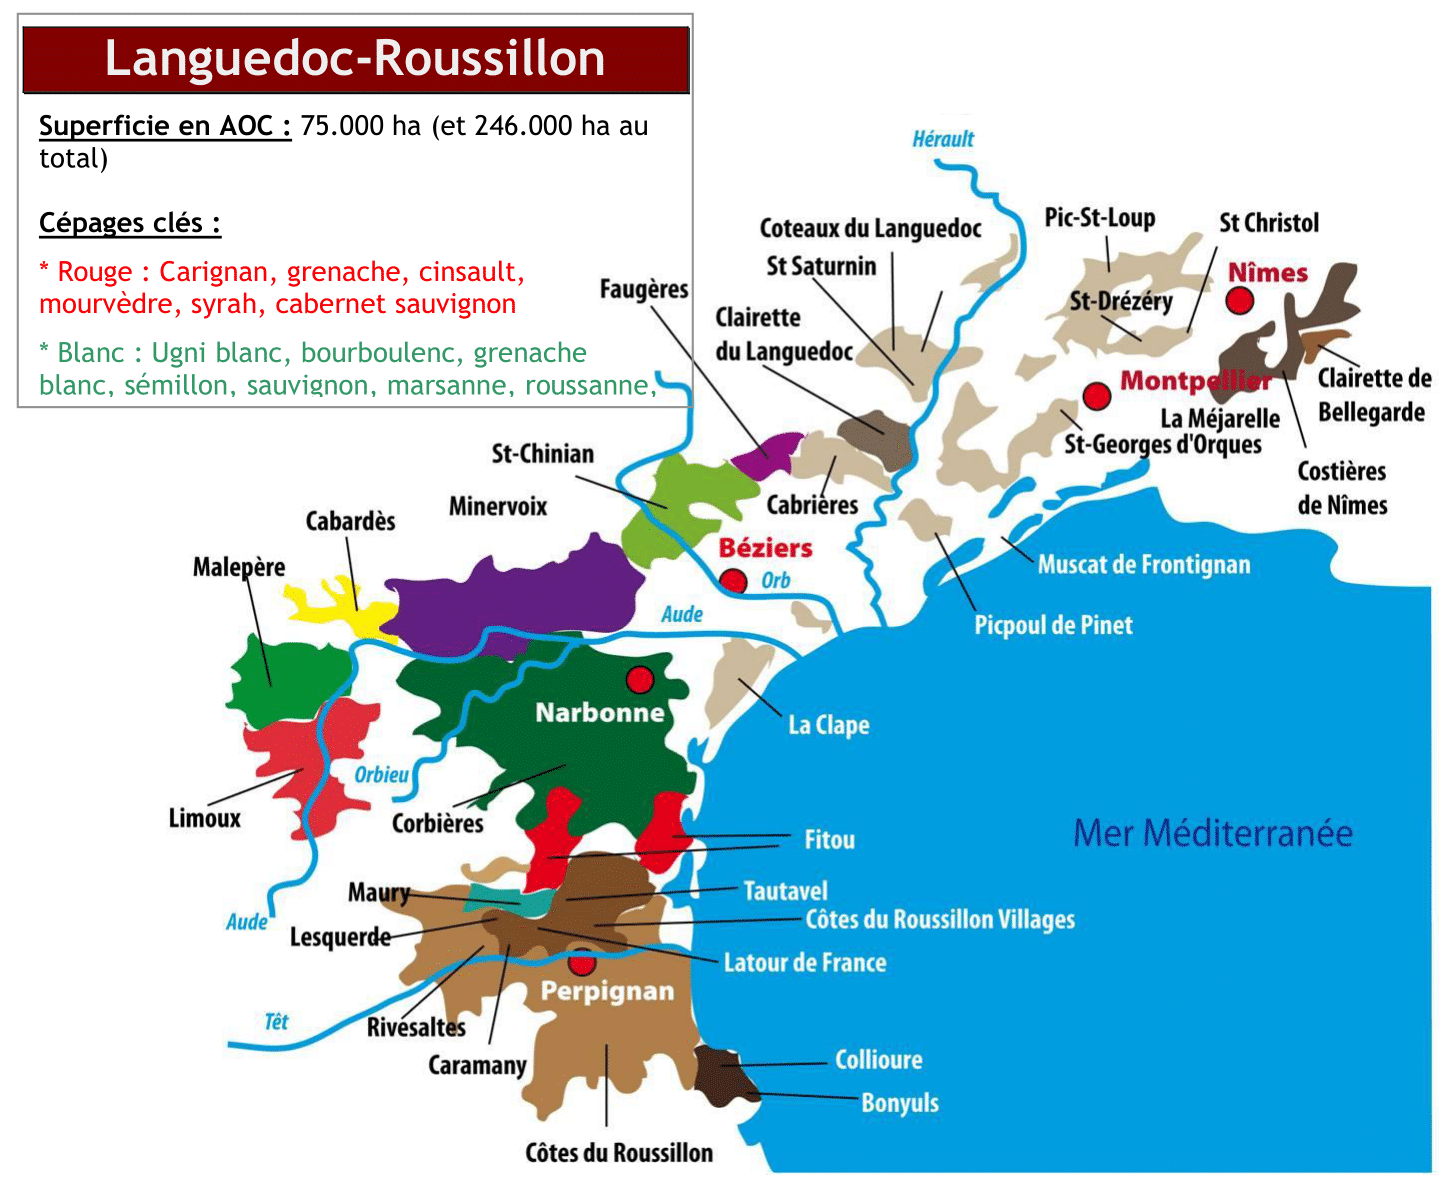 Languedoc-Roussillon
Superficie en AOC : 75.000 ha (et 246.000 ha au
total)
Cépages clés :
* Rouge : Carignan, grenache, cinsault,
mourvèdre, syrah, cabernet sauvignon
* Blanc : Ugni blanc, bourboulenc, grenache
blanc, sémillon, sauvignon, marsanne, roussanne,
Hérault
Coteaux du Languedoc
Pic-St-Loup
St Christol
St Saturnin
Nîmes
Faugères
St-Drézéry
Clairette
du Languedoc
Montpellier
Clairette de
Bellegarde
La Méjarelle
St-Georges d'Orques
St-Chinian
Costières
de Nîmes
Minervoix
Cabrières
Cabardès
Béziers
Malepère
Muscat de Frontignan
Orb
Aude
Picpoul de Pinet
Narbonne
La Clape
Orbieu
Limoux
Corbières
Mer Méditerranée
Fitou
Maury
Tautavel
Aude
Côtes du Roussillon Villages
Lesquerde
Latour de France
Perpignan
Têt
Rivesaltes
Caramany
Collioure
Bonyuls
Côtes du Roussillon